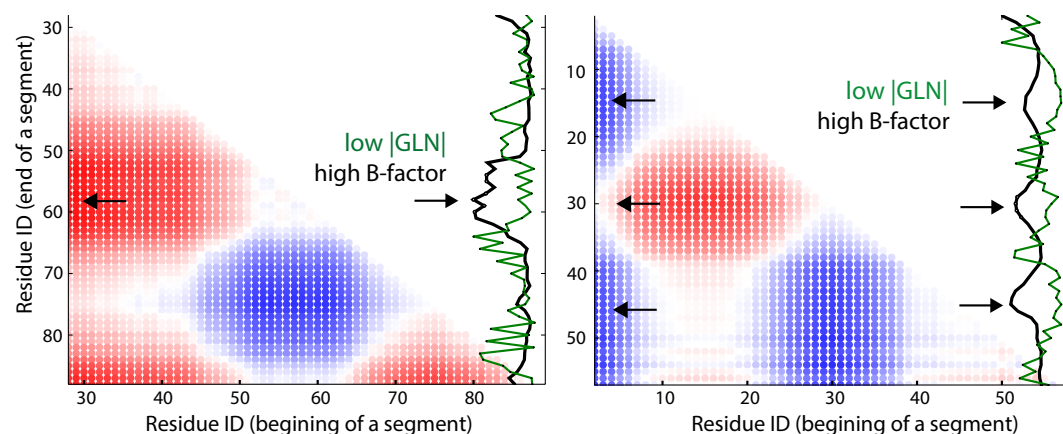 Residue ID (end of a segment)
30
40
50
60
70
80
low |GLN|
high B-factor
30 40 50 60 70 80
Residue ID (begining of a segment)
10
20
30
40
50
low |GLN|
high B-factor
10 20 30 40 50
Residue ID (begining of a segment)